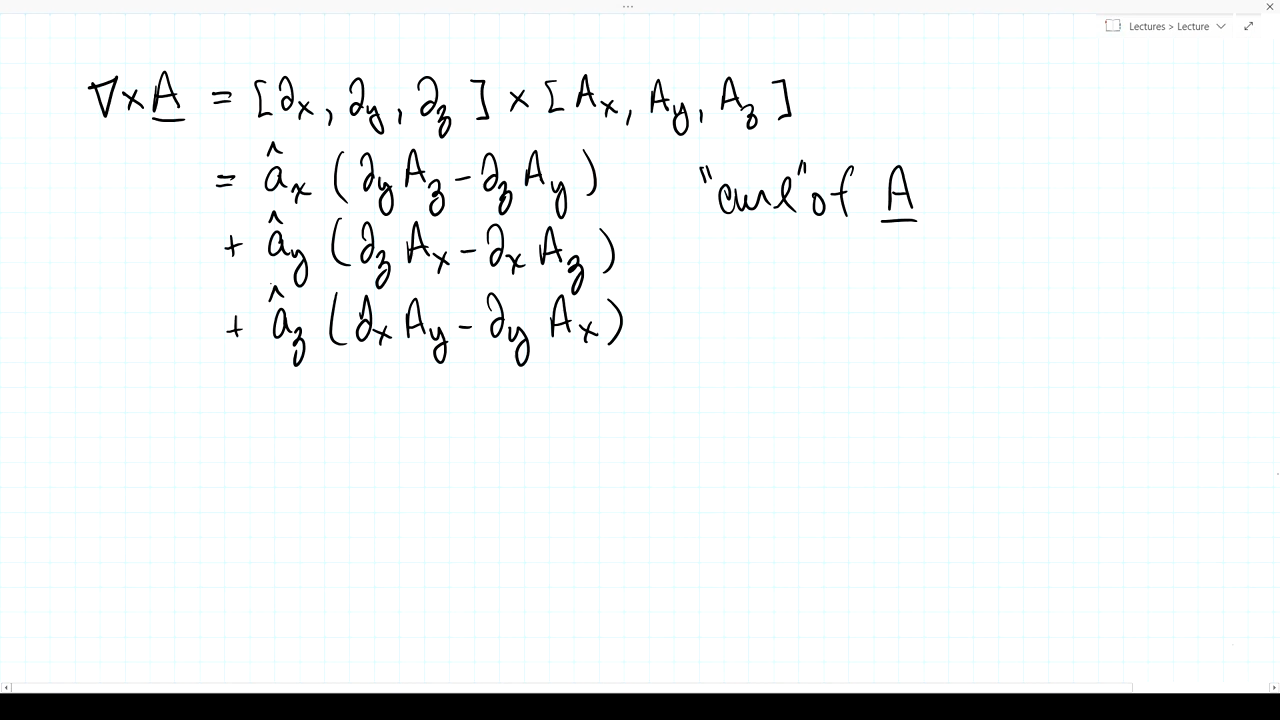 Lectures > Lecture
∇×A = [∂x, ∂y, ∂z] × [Ax, Ay, Az]
= âx (∂y Az - ∂z Ay)
"curl" of A
+ ây (∂z Ax - ∂x Az)
+ âz (∂x Ay - ∂y Ax)